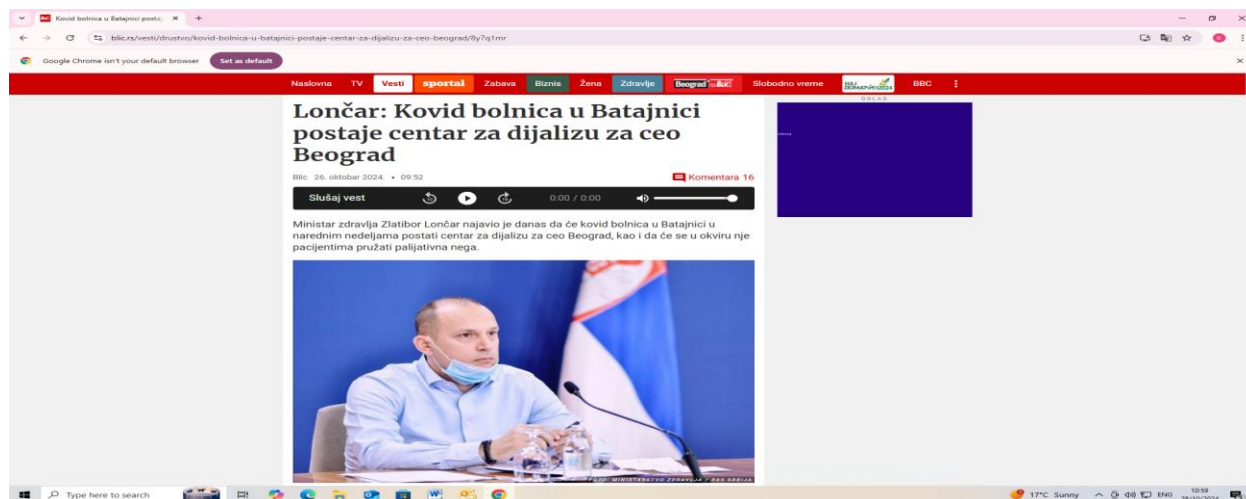 Kovid bolnica u Batajnici posta
blic.rs/vesti/drustvo/kovid-bolnica-u-batajnici-postaje-centar-za-dijalizu-za-ceo-beograd/8y7q1mr
Google Chrome isn't your default browser Set as default
Naslovna TV Vesti sportal Zabava Biznis Žena Zdravlje Beograd Blic Slobodno vreme BBC
OGLAS
Lončar: Kovid bolnica u Batajnici
postaje centar za dijalizu za ceo
Beograd
Blic 26. oktobar 2024. • 09:52 Komentara 16
Slušaj vest 0:00 / 0:00
Ministar zdravlja Zlatibor Lončar najavio je danas da će kovid bolnica u Batajnici u
narednim nedeljama postati centar za dijalizu za ceo Beograd, kao i da će se u okviru nje
pacijentima pružati palijativna nega.
FOTO: MINISTARSTVO ZDRAVLJA / RAS SRBIJA
Type here to search 17°C Sunny ENG 10:59